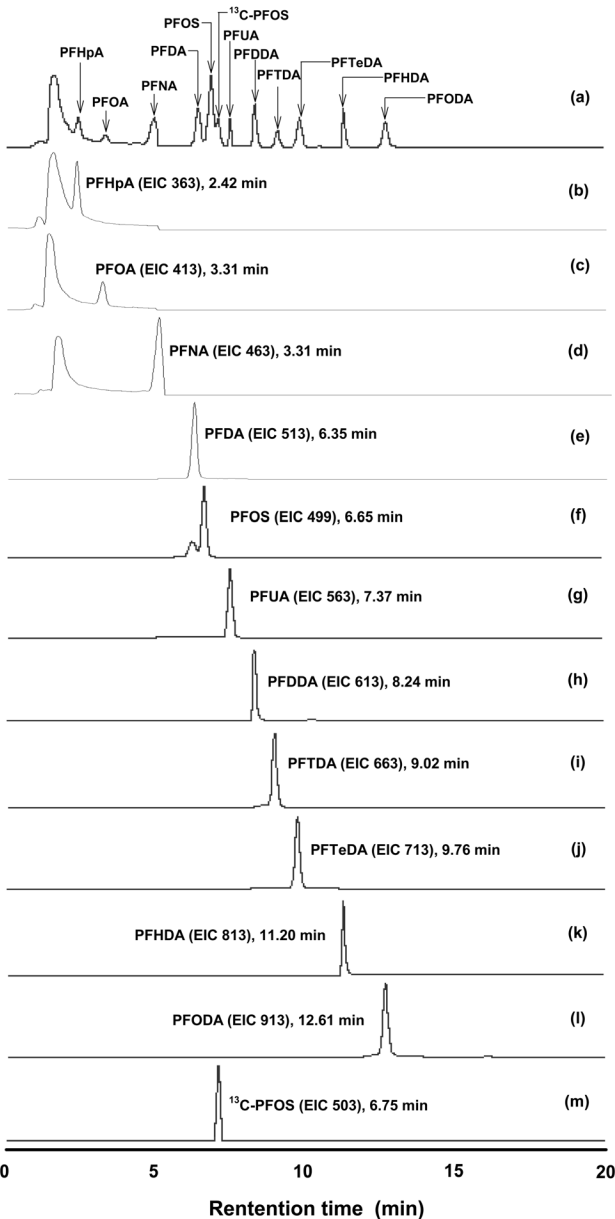 ¹³C-PFOS
PFOS
PFUA
PFDA
PFDDA
PFHpA
PFTeDA
PFTDA
PFNA
PFHDA
PFOA
PFODA
(a)
PFHpA (EIC 363), 2.42 min
(b)
PFOA (EIC 413), 3.31 min
(c)
PFNA (EIC 463), 3.31 min
(d)
PFDA (EIC 513), 6.35 min
(e)
PFOS (EIC 499), 6.65 min
(f)
PFUA (EIC 563), 7.37 min
(g)
PFDDA (EIC 613), 8.24 min
(h)
PFTDA (EIC 663), 9.02 min
(i)
PFTeDA (EIC 713), 9.76 min
(j)
PFHDA (EIC 813), 11.20 min
(k)
PFODA (EIC 913), 12.61 min
(l)
¹³C-PFOS (EIC 503), 6.75 min
(m)
0 5 10 15 20
Rentention time (min)